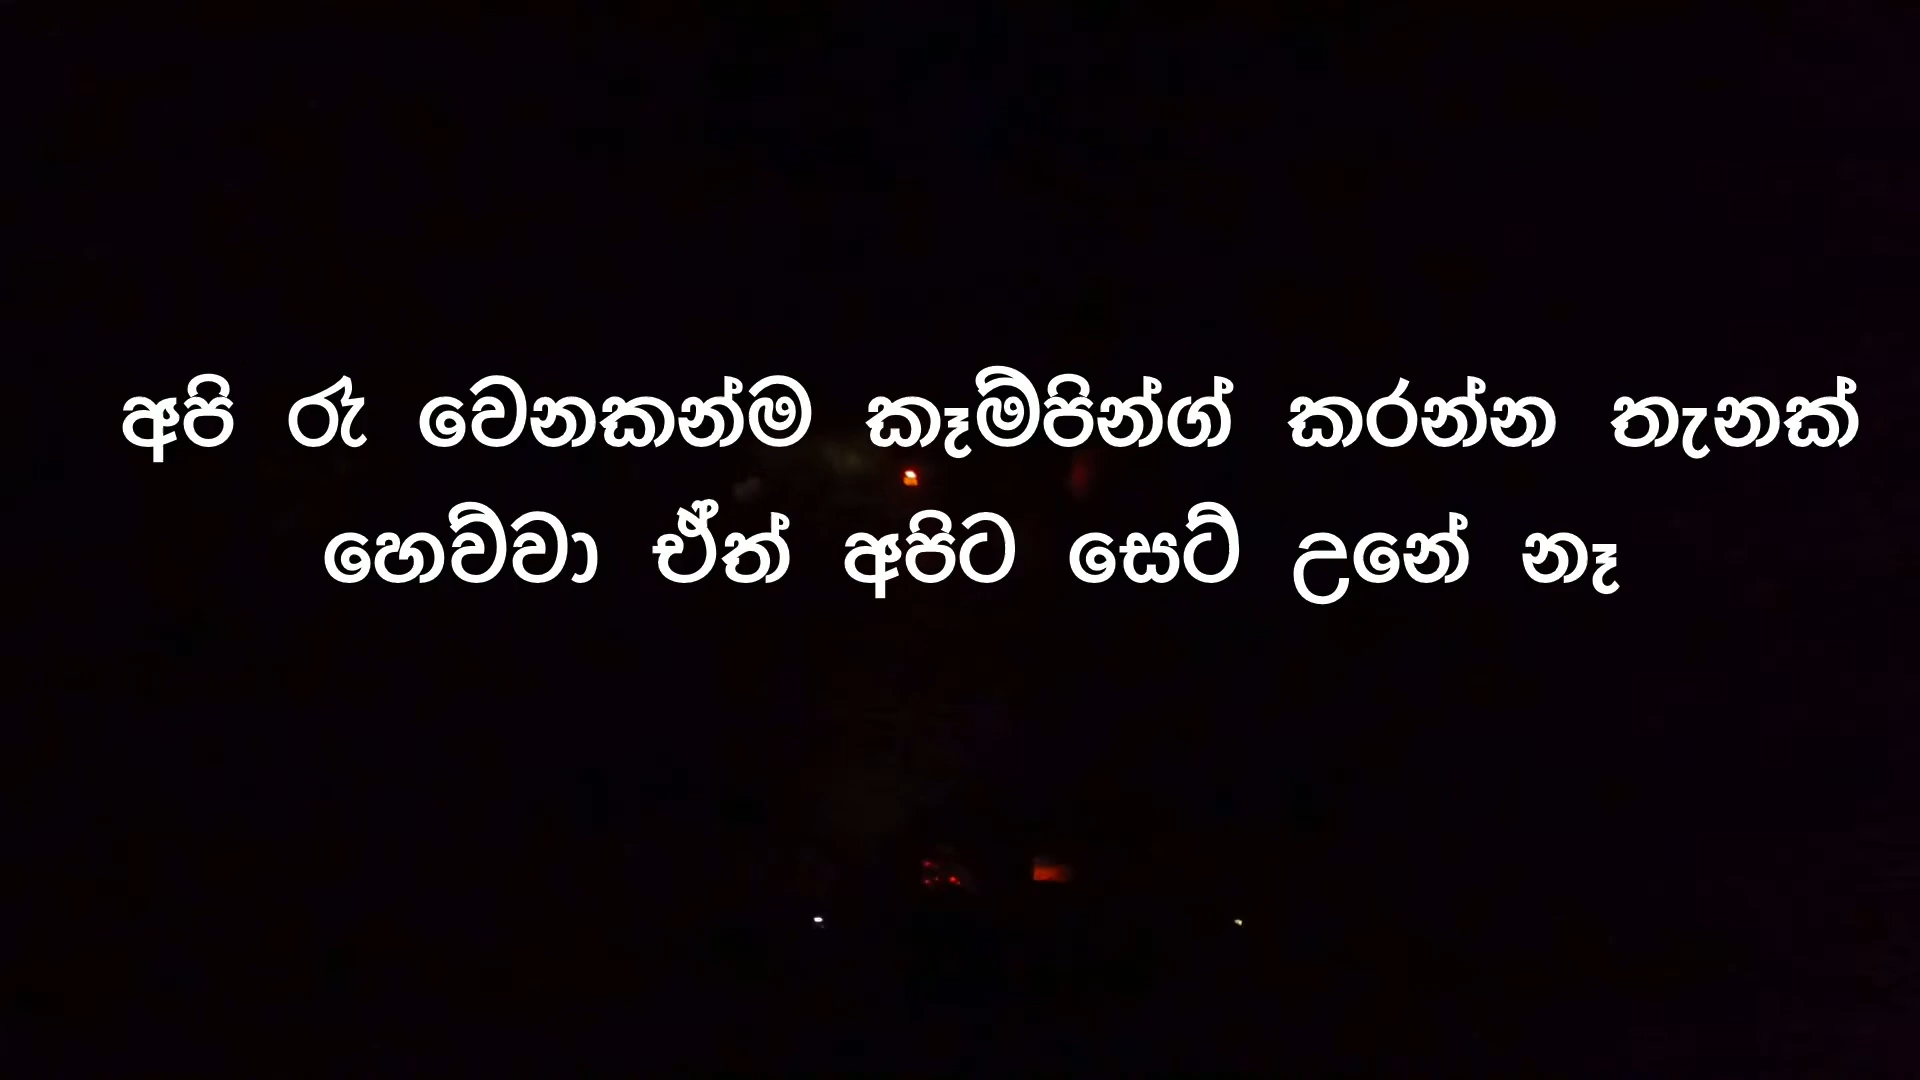 අපි රෑ වෙනකන්ම කෑම්පින්ග් කරන්න තැනක්
හෙව්වා ඒත් අපිට සෙට් උනේ නෑ